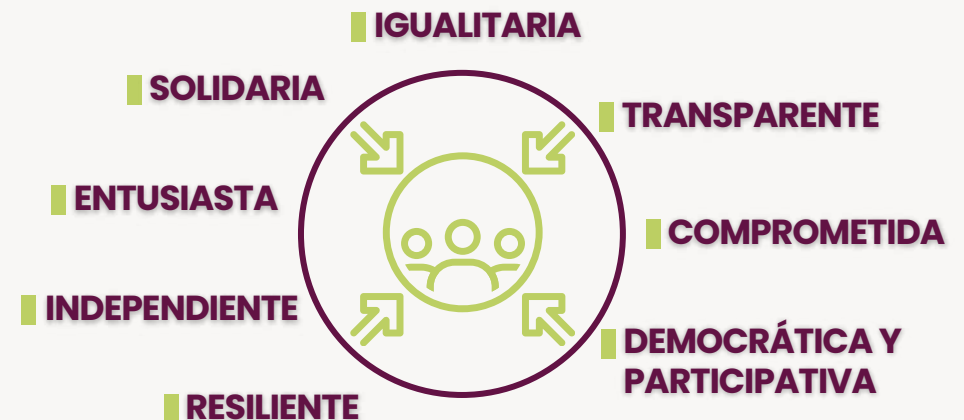 IGUALITARIA
SOLIDARIA
TRANSPARENTE
ENTUSIASTA
COMPROMETIDA
INDEPENDIENTE
DEMOCRÁTICA Y
PARTICIPATIVA
RESILIENTE